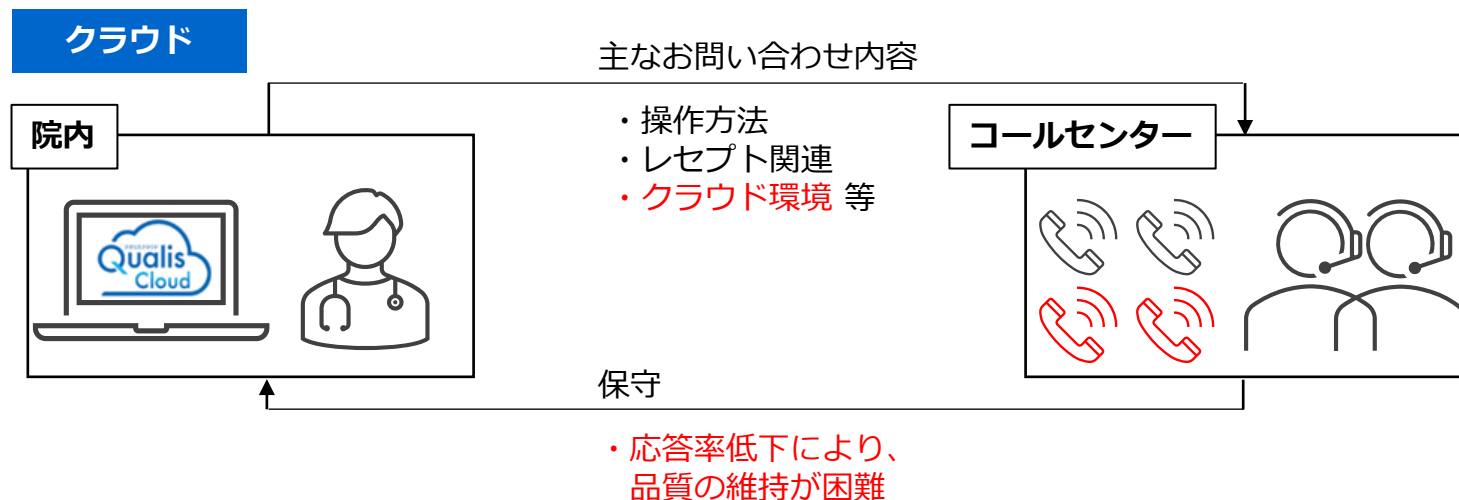 クラウド
主なお問い合わせ内容
院内
・操作方法
・レセプト関連
・クラウド環境 等
コールセンター
Qualis
Cloud
保守
・応答率低下により、
品質の維持が困難